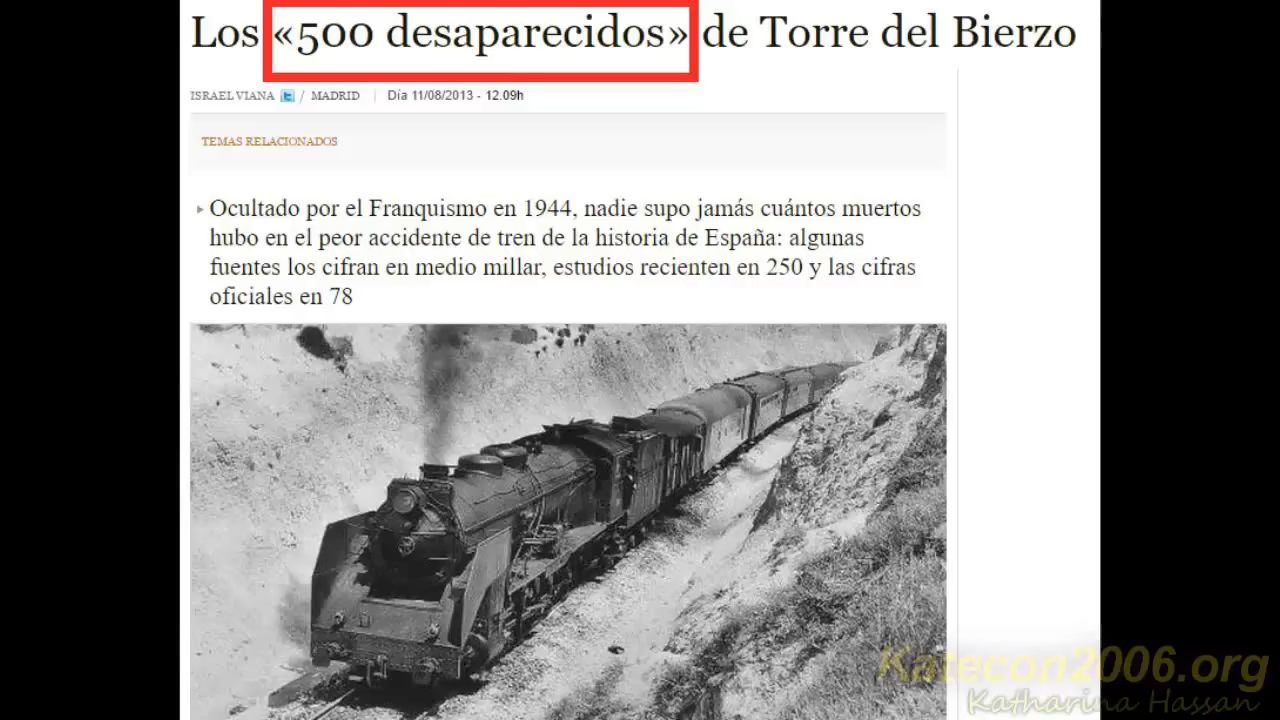 Los «500 desaparecidos» de Torre del Bierzo
ISRAEL VIANA / MADRID Día 11/08/2013 - 12.09h
TEMAS RELACIONADOS
Ocultado por el Franquismo en 1944, nadie supo jamás cuántos muertos
hubo en el peor accidente de tren de la historia de España: algunas
fuentes los cifran en medio millar, estudios recienten en 250 y las cifras
oficiales en 78
Katecon2006.org
Katharina Hassan